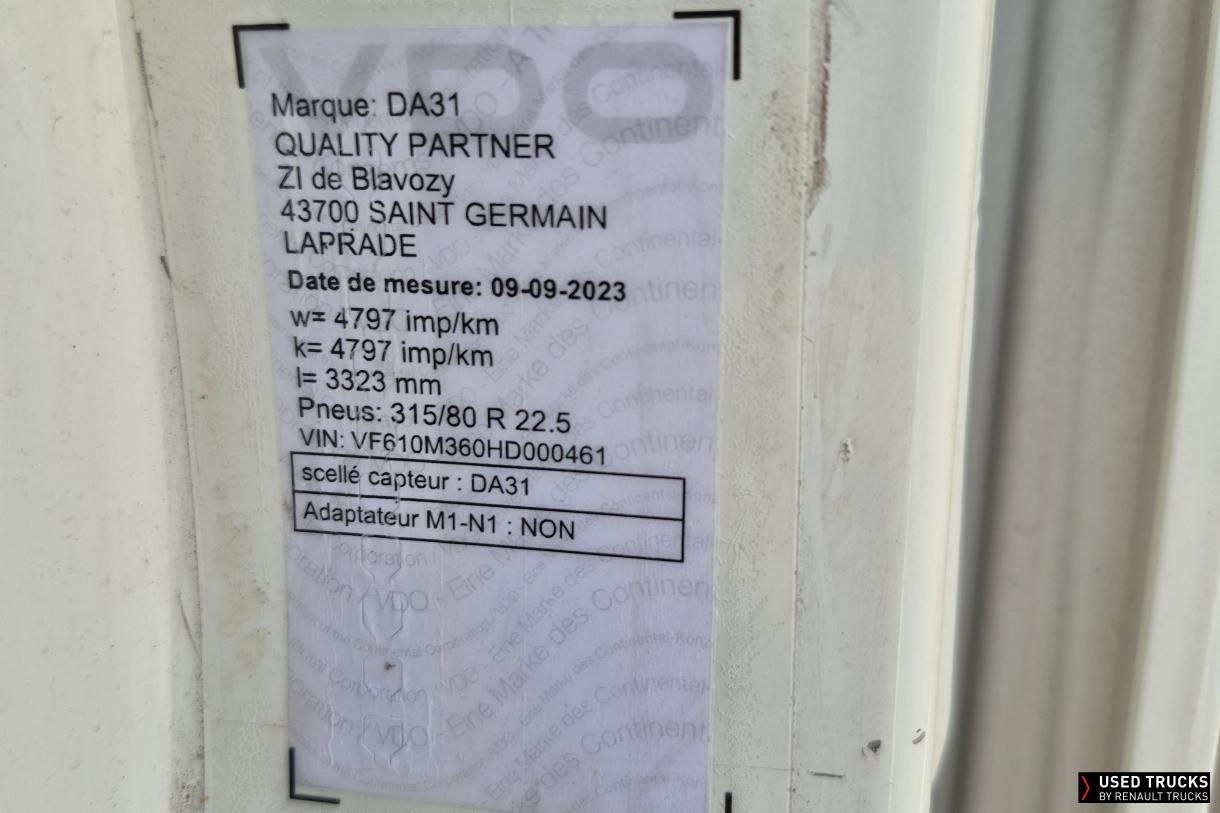 VDO
Marque: DA31
QUALITY PARTNER
ZI de Blavozy
43700 SAINT GERMAIN
LAPRADE
Date de mesure: 09-09-2023
w= 4797 imp/km
k= 4797 imp/km
l= 3323 mm
Pneus: 315/80 R 22.5
VIN: VF610M360HD000461
scellé capteur : DA31
Adaptateur M1-N1 : NON
USED TRUCKS
BY RENAULT TRUCKS